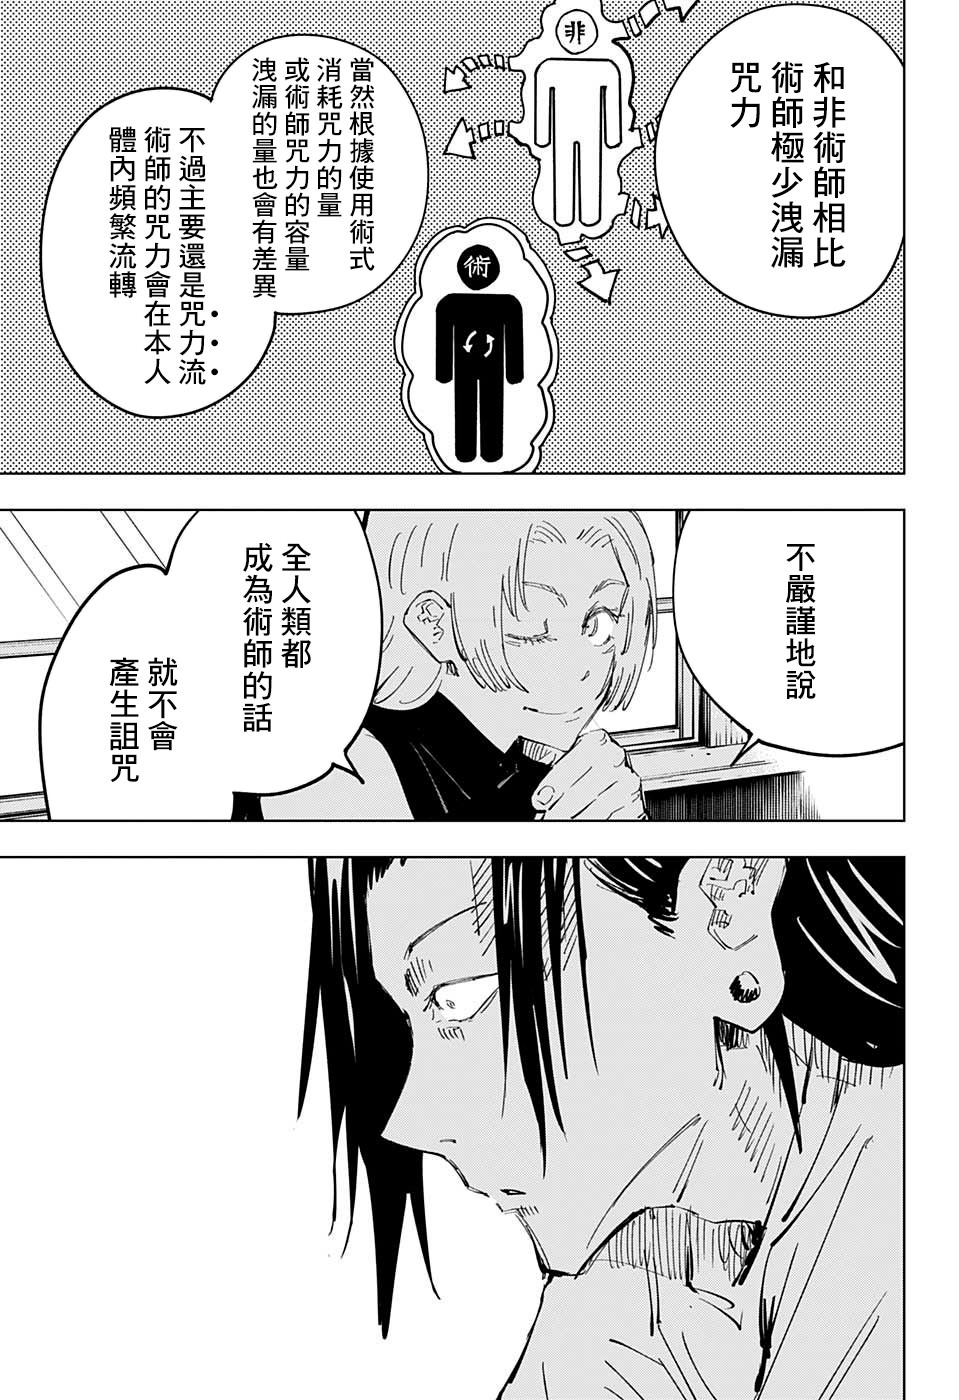 非
和非術師相比
術師極少洩漏
咒力
當然根據使用術式
消耗咒力的量
或術師咒力的容量
洩漏的量也會有差異
術
不過主要還是咒力流
術師的咒力會在本人
體內頻繁流轉
不嚴謹地說
全人類都
成為術師的話
就不會
產生詛咒